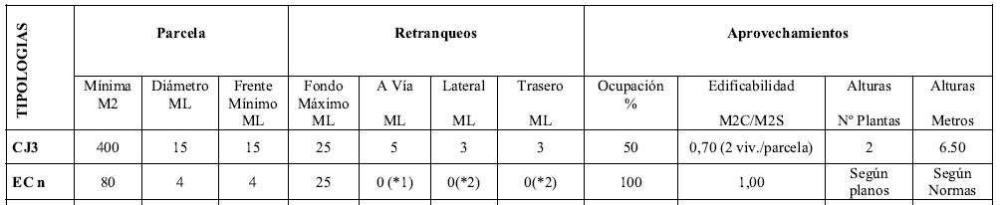 TIPOLOGIAS Parcela Retranqueos Aprovechamientos
Mínima Diámetro Frente Fondo A Vía Lateral Trasero Ocupación Edificabilidad Alturas Alturas
M2 ML Mínimo Máximo %
ML ML ML ML ML M2C/M2S Nº Plantas Metros
CJ3 400 15 15 25 5 3 3 50 0,70 (2 viv./parcela) 2 6.50
EC n 80 4 4 25 0 (*1) 0(*2) 0(*2) 100 1,00 Según Según
planos Normas